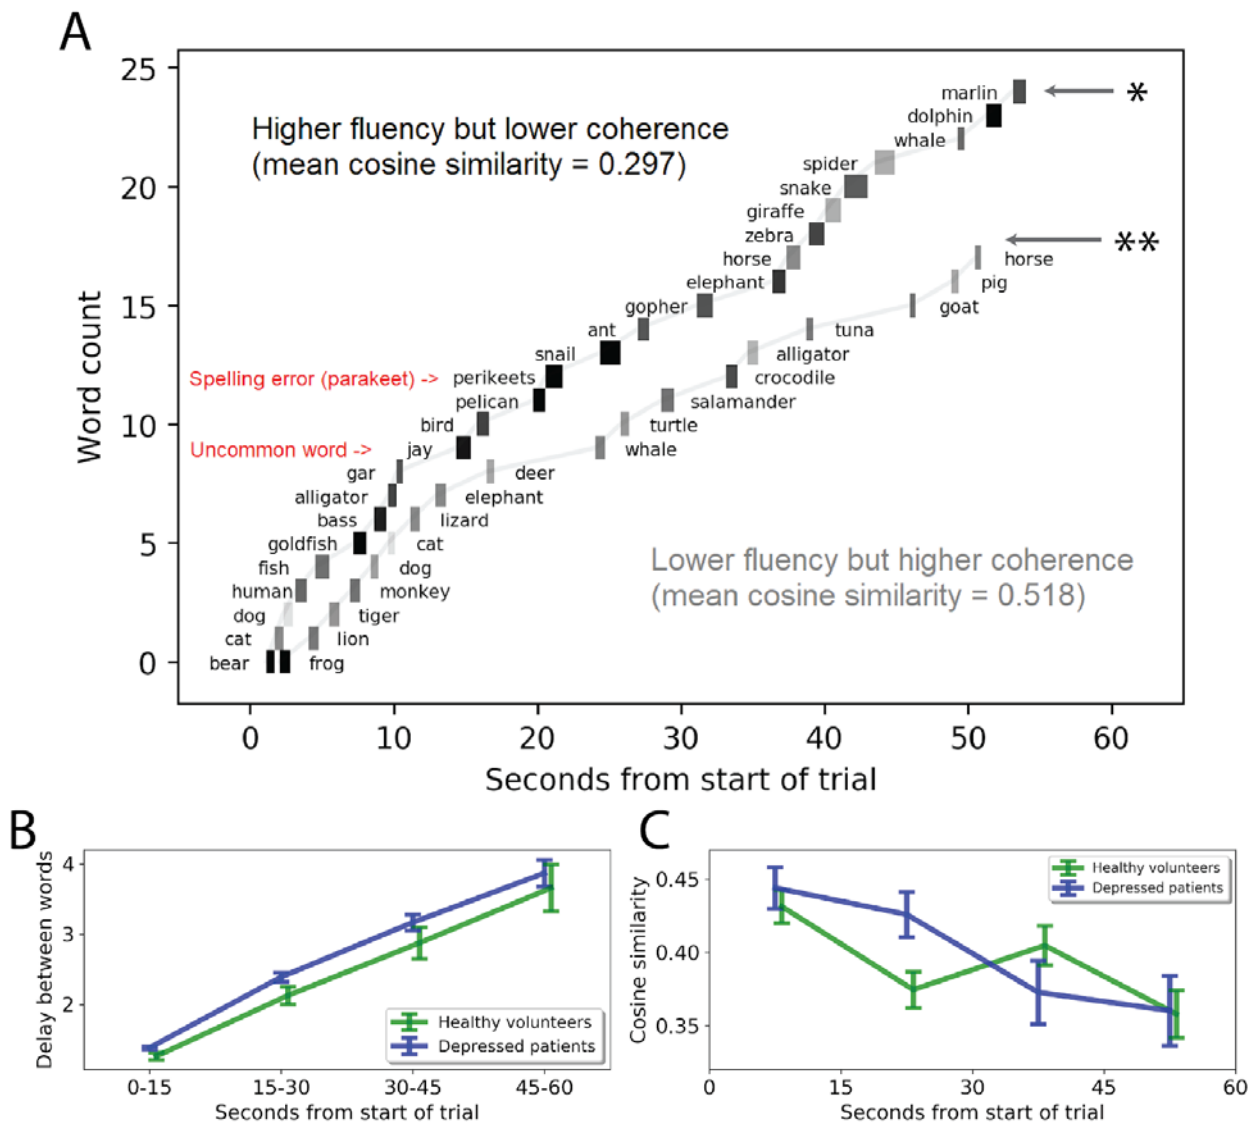 A
25
20
15
10
5
0
Word count
Higher fluency but lower coherence
(mean cosine similarity = 0.297)
marlin
*
dolphin
whale
spider
snake
giraffe
zebra
**
horse
horse
elephant
pig
gopher
goat
ant
tuna
snail
alligator
Spelling error (parakeet) ->
perikeets
crocodile
pelican
salamander
bird
turtle
Uncommon word ->
jay
whale
gar
deer
alligator
elephant
bass
lizard
goldfish
cat
fish
dog
human
monkey
dog
tiger
cat
lion
bear
frog
Lower fluency but higher coherence
(mean cosine similarity = 0.518)
0 10 20 30 40 50 60
Seconds from start of trial
B
4
3
2
Delay between words
Healthy volunteers
Depressed patients
0-15 15-30 30-45 45-60
Seconds from start of trial
C
0.45
0.40
0.35
Cosine similarity
Healthy volunteers
Depressed patients
0 15 30 45 60
Seconds from start of trial